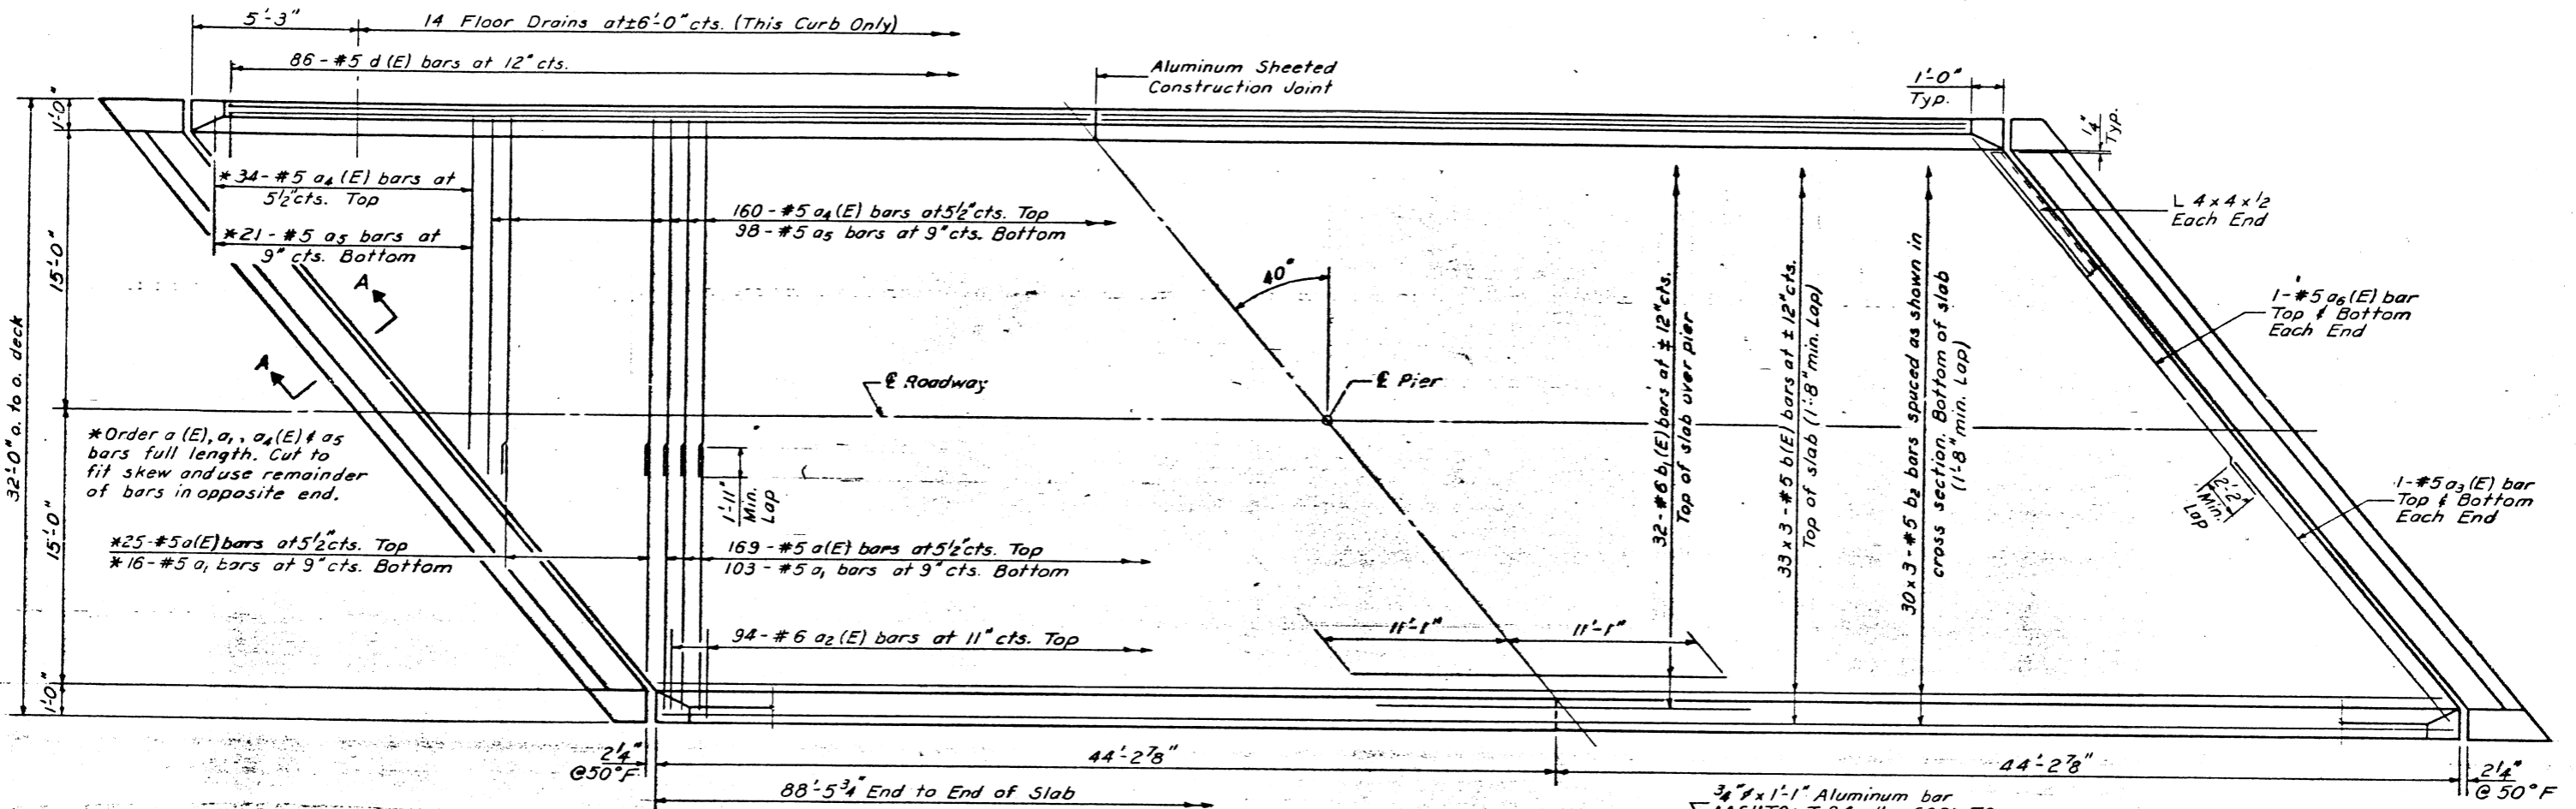 5'-3"
14 Floor Drains at±6'-0" cts. (This Curb Only)
86 - #5 d (E) bars at 12" cts.
Aluminum Sheeted
Construction Joint
1'-0"
Typ.
1'-0"
1/4"
Typ.
*34-#5 a4 (E) bars at
5 1/2" cts. Top
*21-#5 a5 bars at
9" cts. Bottom
160-#5 a4 (E) bars at 5 1/2" cts. Top
98-#5 a5 bars at 9" cts. Bottom
L 4 x 4 x 1/2
Each End
15'-0"
A
A
40°
32-#6 b1(E) bars at ± 12" cts.
Top of slab over pier
33 x 3-#5 b(E) bars at ± 12" cts.
Top of slab (1'-8" min. Lap)
30 x 3-#5 b2 bars spaced as shown in
cross section. Bottom of slab
(1'-8" min. Lap)
1-#5 a6 (E) bar
Top & Bottom
Each End
32'-0" o. to o. deck
℄ Roadway
℄ Pier
*Order a (E), a1, a4 (E) & a5
bars full length. Cut to
fit skew and use remainder
of bars in opposite end.
1'-11"
Min.
Lap
2'-2"
Min.
Lap
1-#5 a3 (E) bar
Top & Bottom
Each End
15'-0"
*25-#5 a(E) bars at 5 1/2" cts. Top
*16-#5 a1 bars at 9" cts. Bottom
169-#5 a(E) bars at 5 1/2" cts. Top
103-#5 a1 bars at 9" cts. Bottom
94-#6 a2 (E) bars at 11" cts. Top
11'-1"
11'-1"
1'-0"
2 1/4"
@50°F
44'-2 7/8"
44'-2 7/8"
2 1/4"
@ 50°F
88'-5 3/4" End to End of Slab
3/4" ø x 1'-1" Aluminum bar